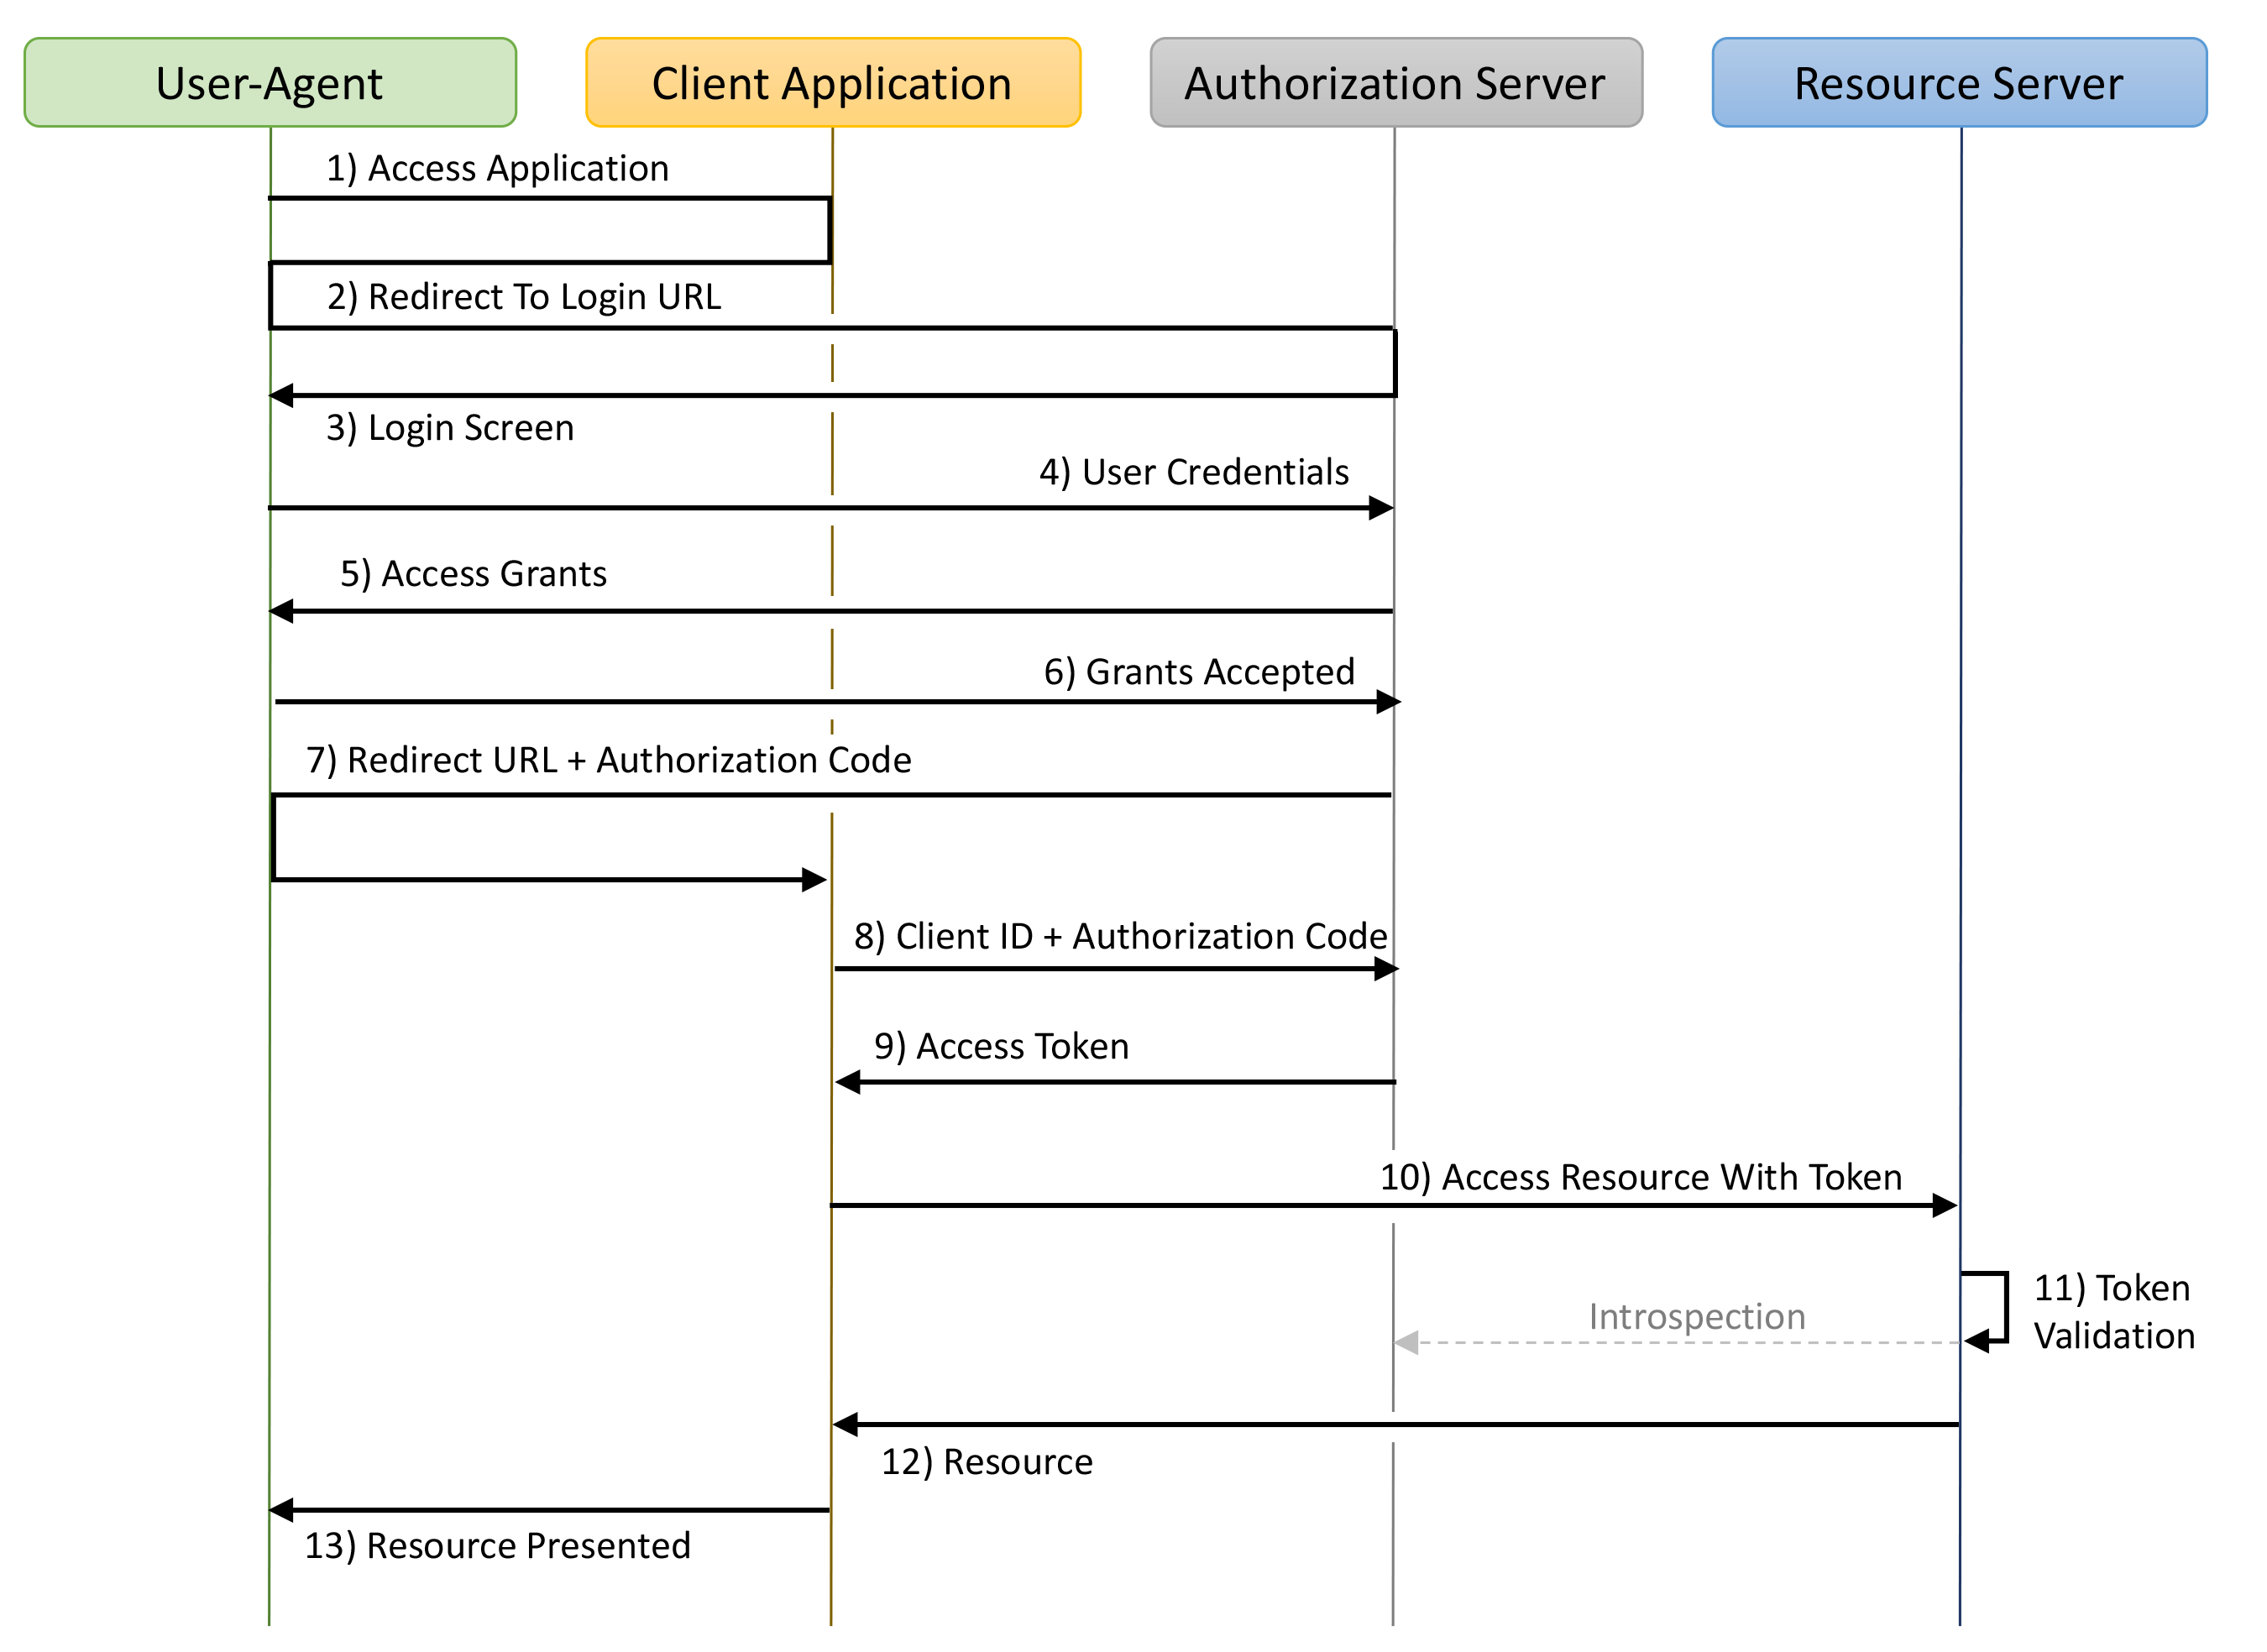 User-Agent
Client Application
Authorization Server
Resource Server
1) Access Application
2) Redirect To Login URL
3) Login Screen
4) User Credentials
5) Access Grants
6) Grants Accepted
7) Redirect URL + Authorization Code
8) Client ID + Authorization Code
9) Access Token
10) Access Resource With Token
11) Token
Validation
Introspection
12) Resource
13) Resource Presented